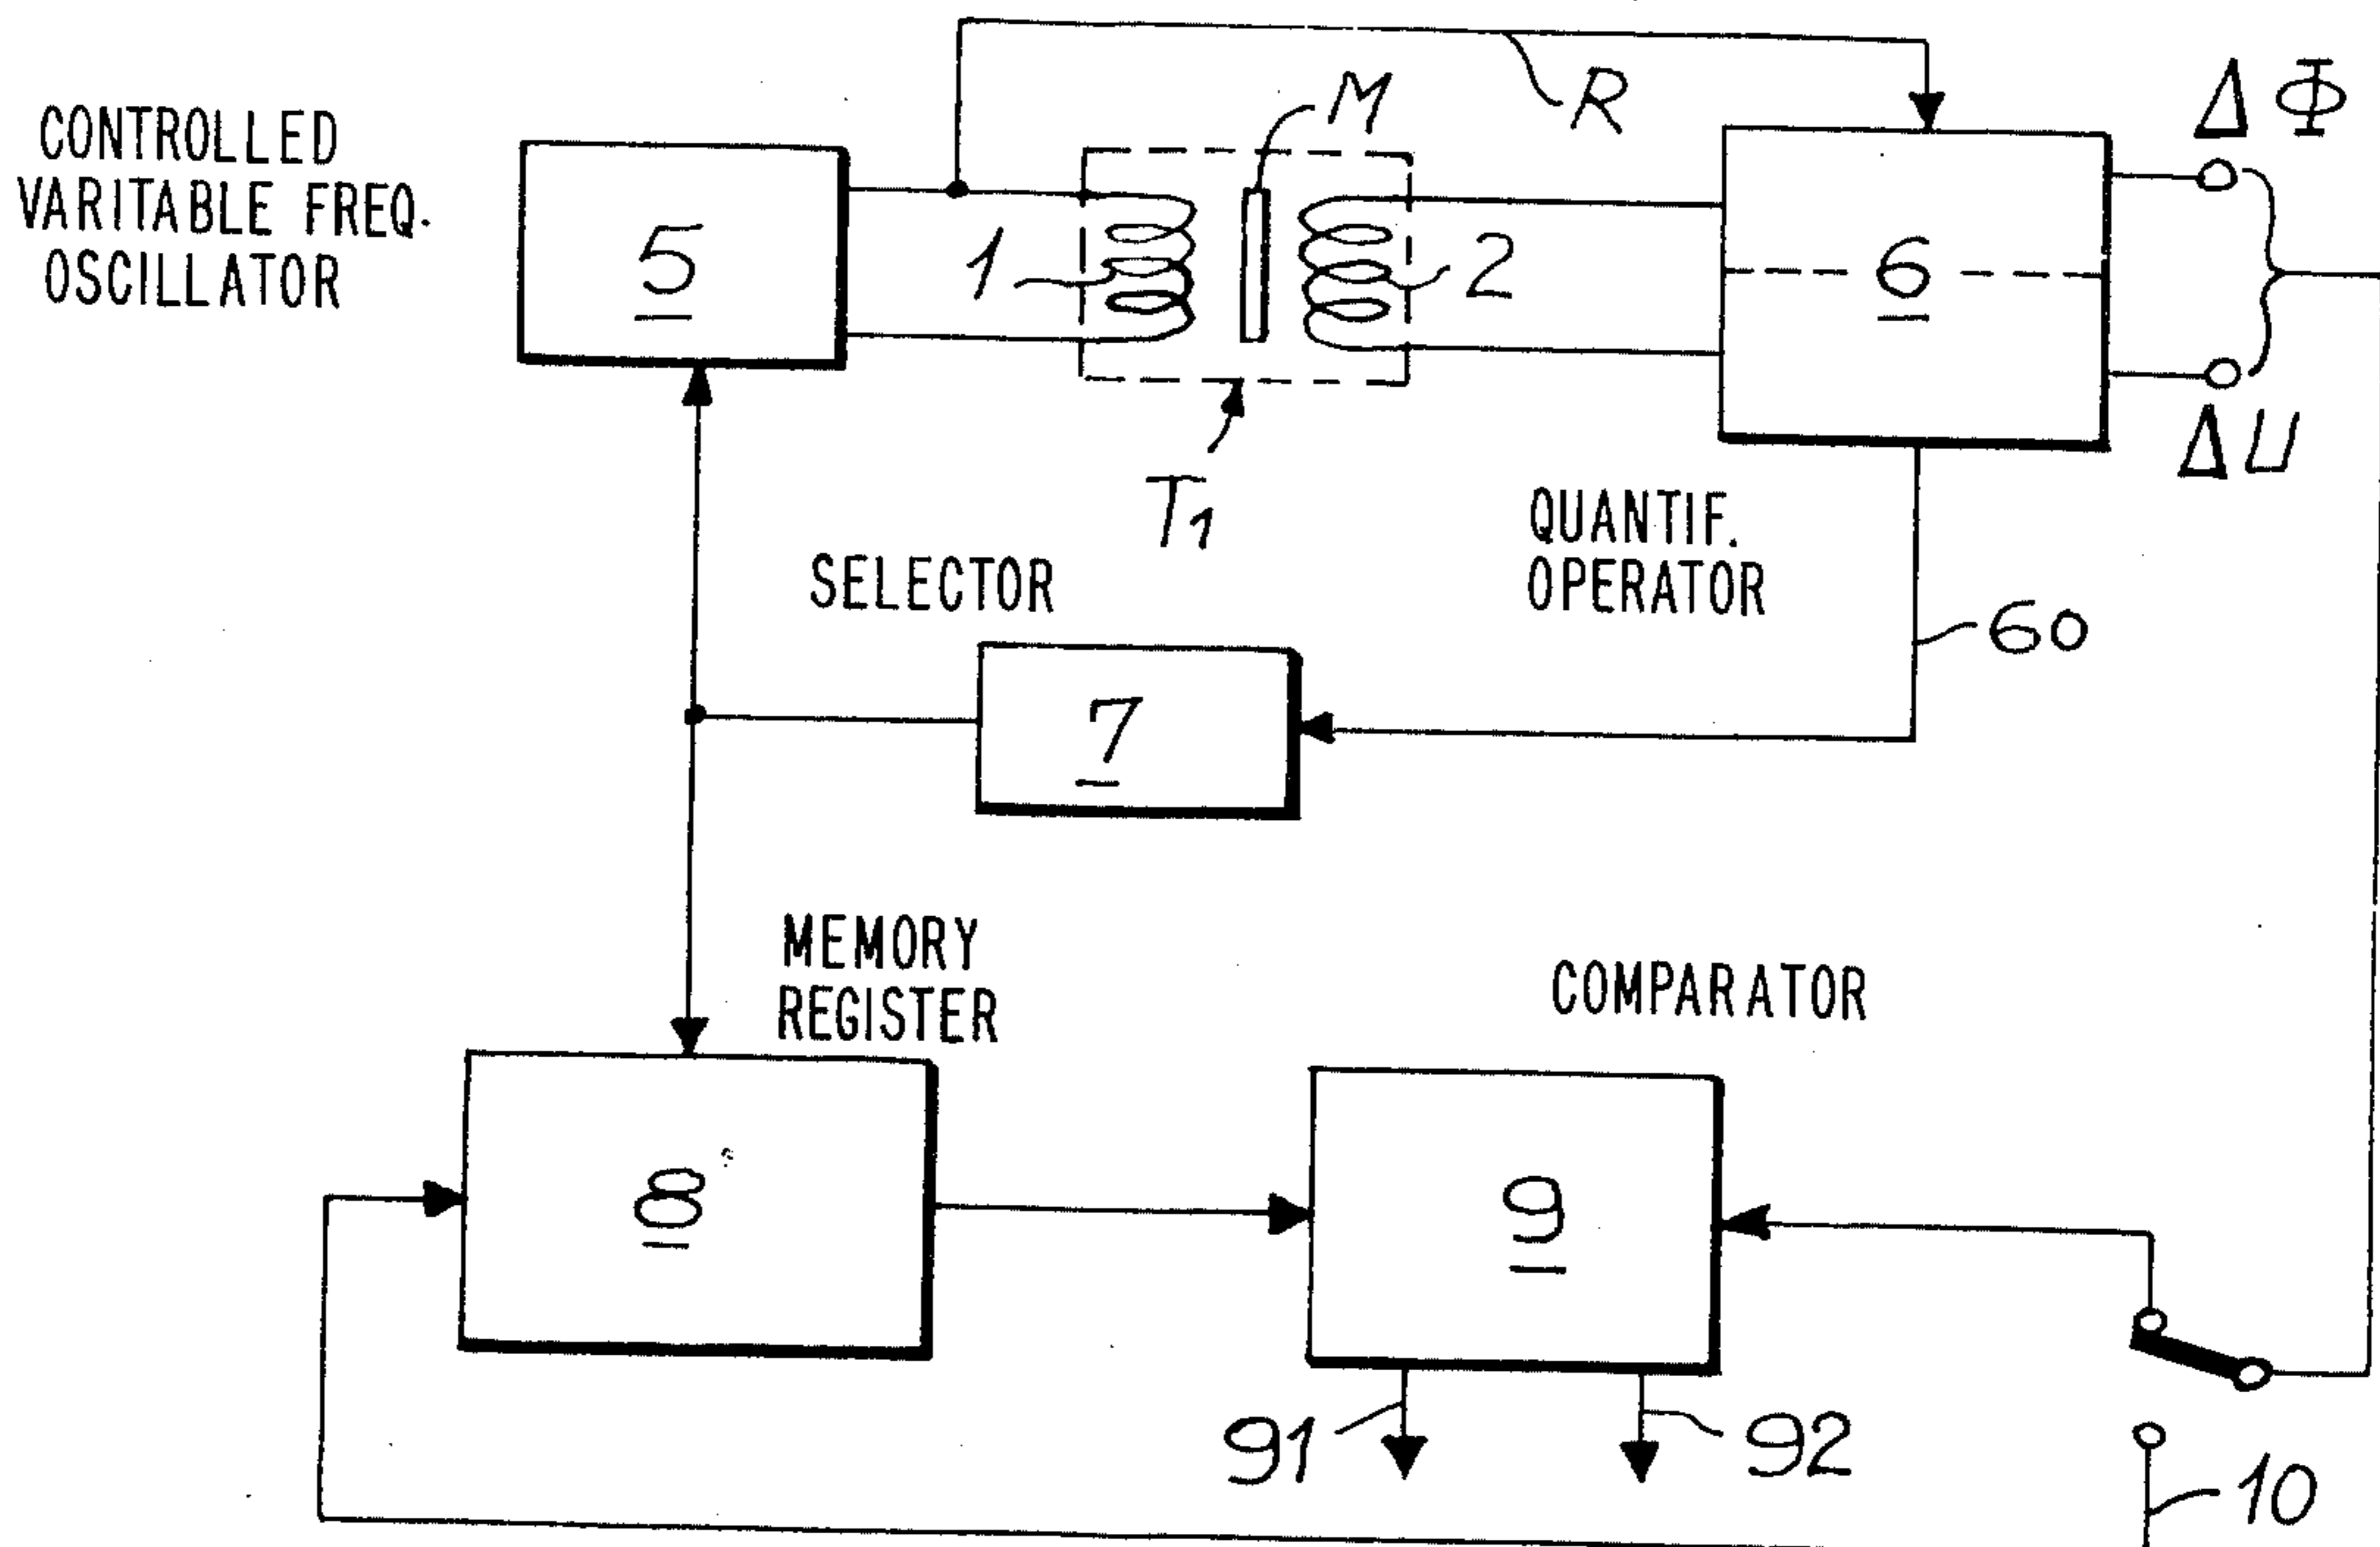 R
M
ΔΦ
CONTROLLED
VARITABLE FREQ.
OSCILLATOR
5
1
2
6
ΔU
T1
QUANTIF.
OPERATOR
SELECTOR
60
7
MEMORY
REGISTER
COMPARATOR
8
9
91
92
10